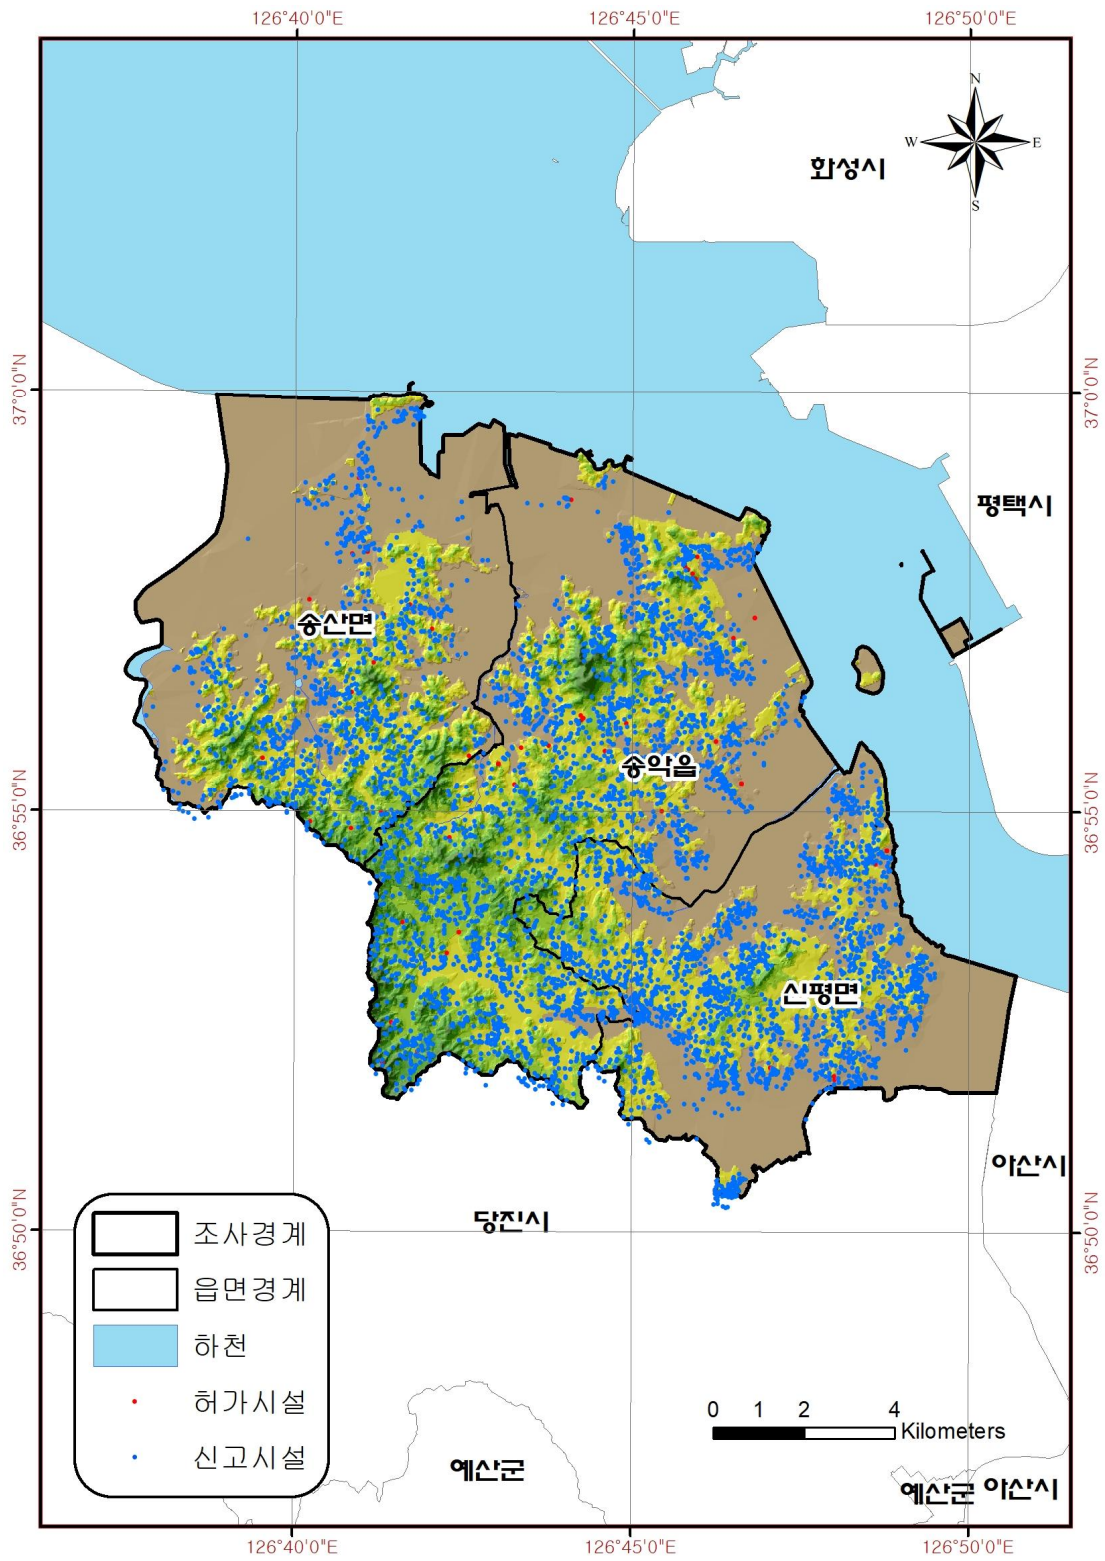 126°40'0"E
126°45'0"E
126°50'0"E
N
W
E
S
화성시
37°0'0"N
37°0'0"N
평택시
송산면
송악읍
36°55'0"N
36°55'0"N
신평면
아산시
당진시
36°50'0"N
36°50'0"N
조사경계
읍면경계
하천
허가시설
신고시설
0 1 2 4
Kilometers
예산군
예산군
아산시
126°40'0"E
126°45'0"E
126°50'0"E